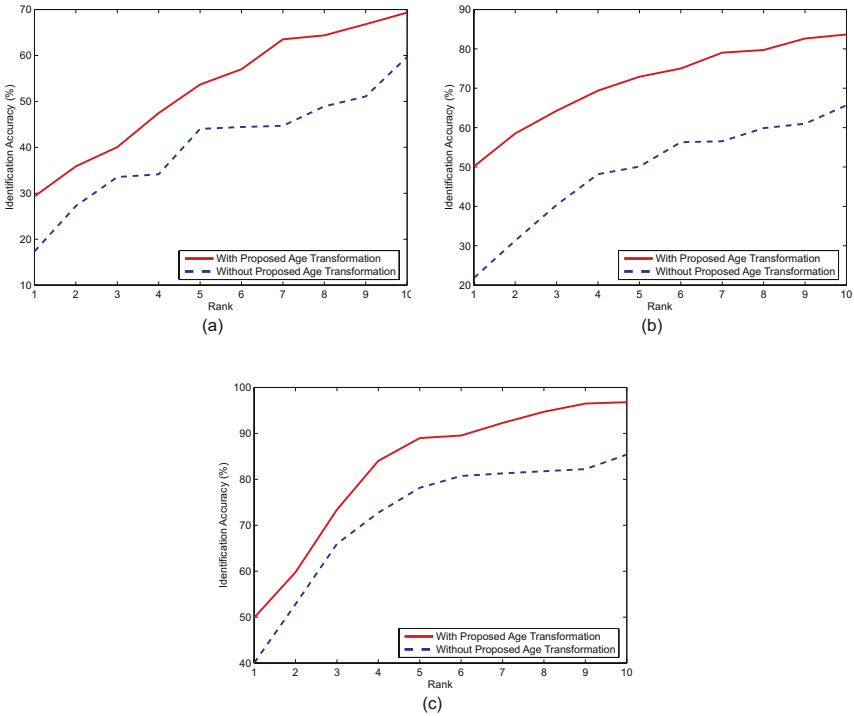 70
60
50
40
30
20
10
Identification Accuracy (%)
With Proposed Age Transformation
Without Proposed Age Transformation
1 2 3 4 5 6 7 8 9 10
Rank
(a)
90
80
70
60
50
40
30
20
Identification Accuracy (%)
With Proposed Age Transformation
Without Proposed Age Transformation
1 2 3 4 5 6 7 8 9 10
Rank
(b)
100
90
80
70
60
50
40
Identification Accuracy (%)
With Proposed Age Transformation
Without Proposed Age Transformation
1 2 3 4 5 6 7 8 9 10
Rank
(c)